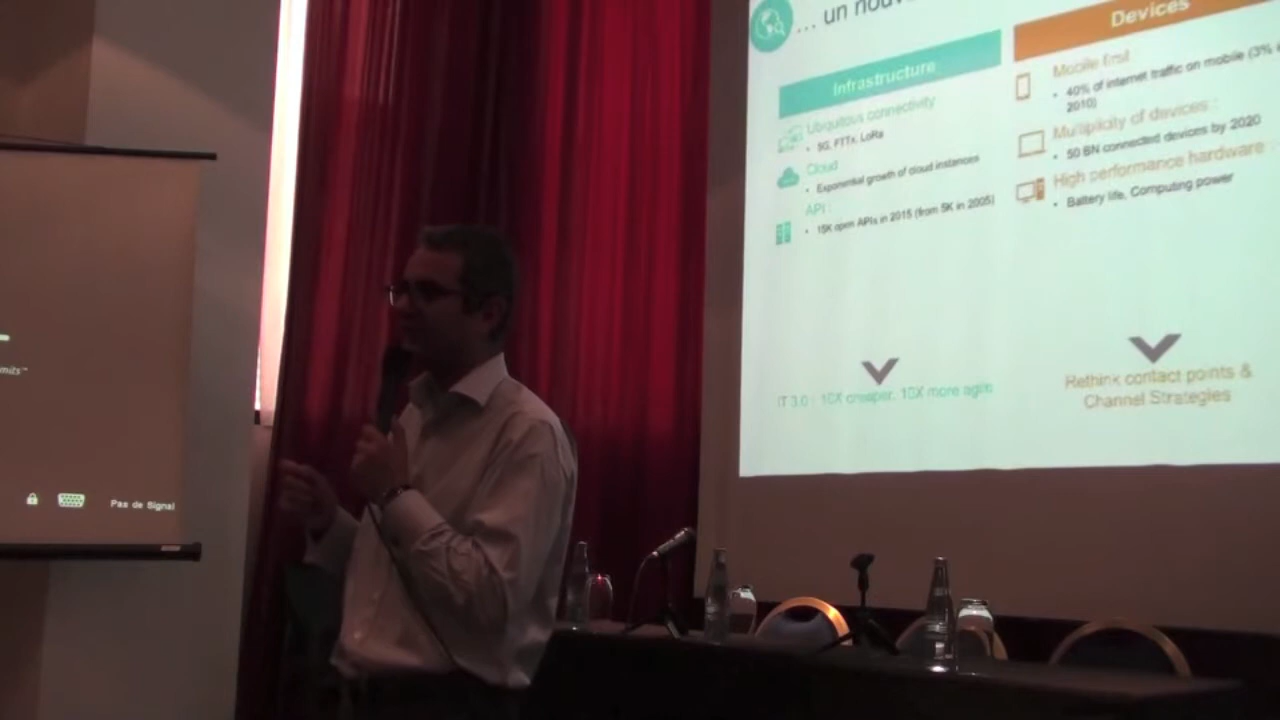 ... un nouv
Infrastructure
Ubiquitous connectivity
• 5G, FTTx, LoRa
Cloud
• Exponential growth of cloud instances
API :
• 15K open APIs in 2015 (from 5K in 2005)
IT 3.0 : 10X cheaper, 10X more agile
Devices
Mobile first
• 40% of internet traffic on mobile (3% i
2010)
Multiplicity of devices :
• 50 BN connected devices by 2020
High performance hardware :
• Battery life, Computing power
Rethink contact points &
Channel Strategies
mits™
Pas de Signal